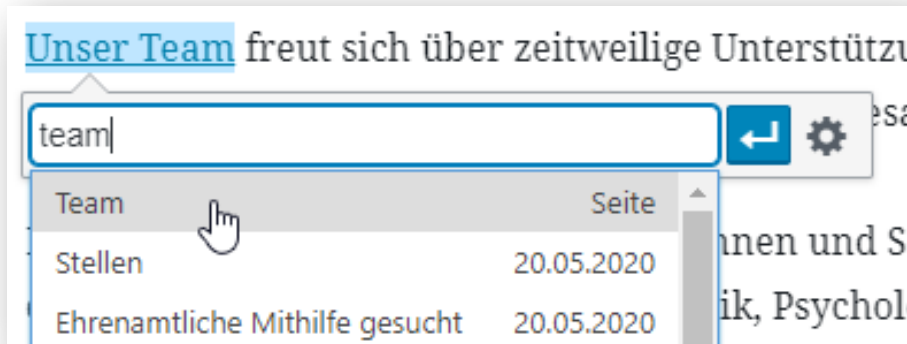 Unser Team freut sich über zeitweilige
team
Team Seite
Stellen 20.05.2020
Ehrenamtliche Mithilfe gesucht 20.05.2020
und